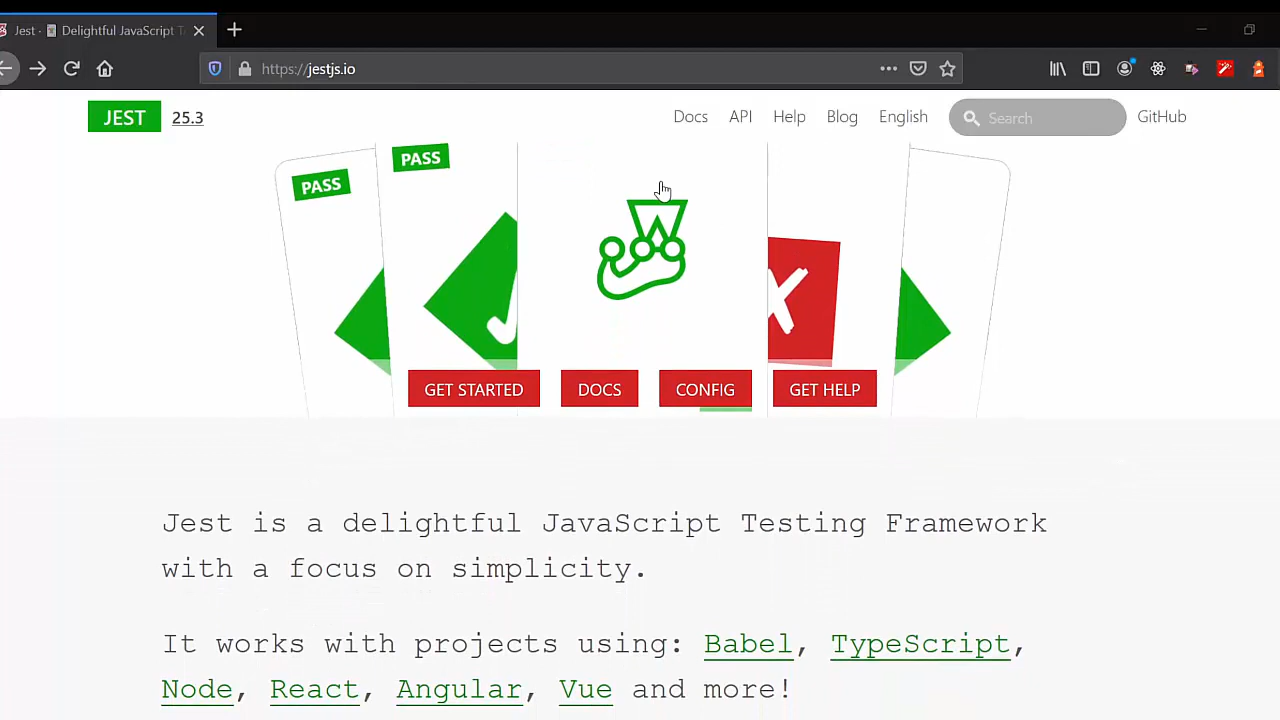 Jest · Delightful JavaScript T
https://jestjs.io
JEST 25.3 Docs API Help Blog English Search GitHub
PASS PASS
GET STARTED DOCS CONFIG GET HELP
Jest is a delightful JavaScript Testing Framework
with a focus on simplicity.
It works with projects using: Babel, TypeScript,
Node, React, Angular, Vue and more!